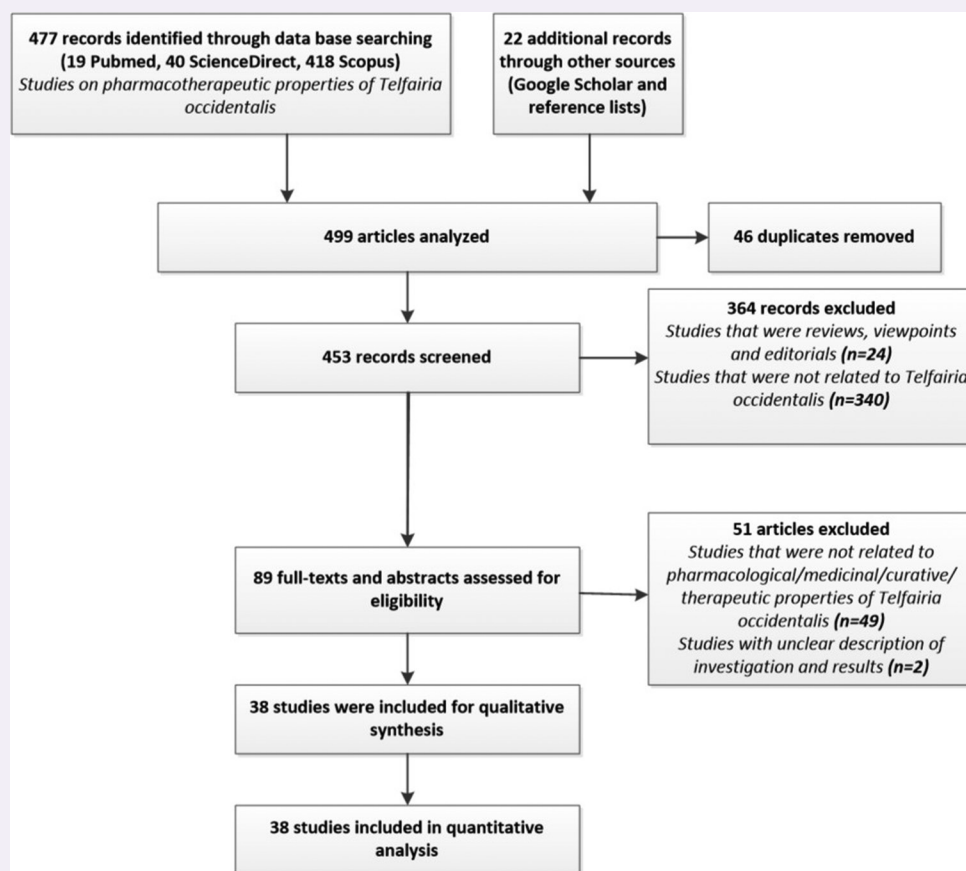 477 records identified through data base searching
(19 Pubmed, 40 ScienceDirect, 418 Scopus)
Studies on pharmacotherapeutic properties of Telfairia
occidentalis
22 additional records
through other sources
(Google Scholar and
reference lists)
499 articles analyzed
46 duplicates removed
453 records screened
364 records excluded
Studies that were reviews, viewpoints
and editorials (n=24)
Studies that were not related to Telfairia
occidentalis (n=340)
89 full-texts and abstracts assessed for
eligibility
51 articles excluded
Studies that were not related to
pharmacological/medicinal/curative/
therapeutic properties of Telfairia
occidentalis (n=49)
Studies with unclear description of
investigation and results (n=2)
38 studies were included for qualitative
synthesis
38 studies included in quantitative
analysis